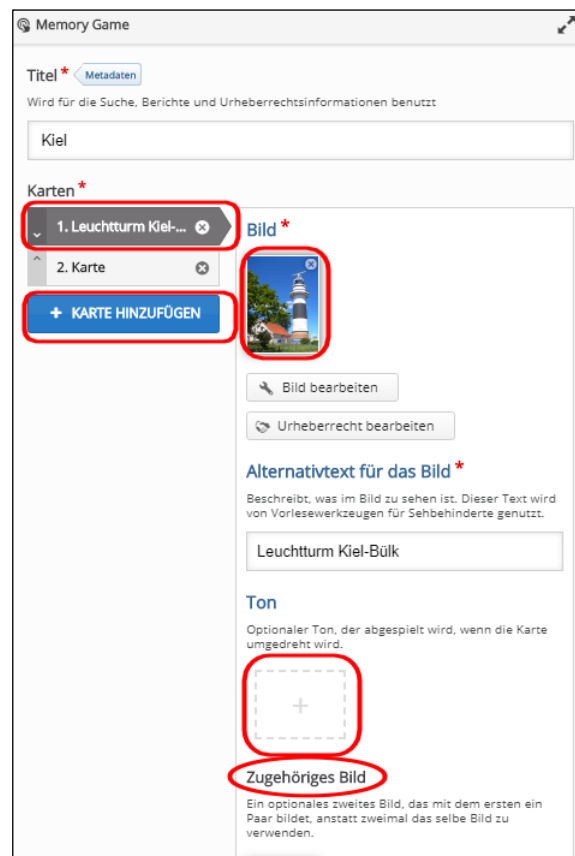 Memory Game
Titel * Metadaten
Wird für die Suche, Berichte und Urheberrechtsinformationen benutzt
Kiel
Karten *
1. Leuchtturm Kiel-...
2. Karte
+ KARTE HINZUFÜGEN
Bild *
Bild bearbeiten
Urheberrecht bearbeiten
Alternativtext für das Bild *
Beschreibt, was im Bild zu sehen ist. Dieser Text wird
von Vorlesewerkzeugen für Sehbehinderte genutzt.
Leuchtturm Kiel-Bülk
Ton
Optionaler Ton, der abgespielt wird, wenn die Karte
umgedreht wird.
+
Zugehöriges Bild
Ein optionales zweites Bild, das mit dem ersten ein
Paar bildet, anstatt zweimal das selbe Bild zu
verwenden.